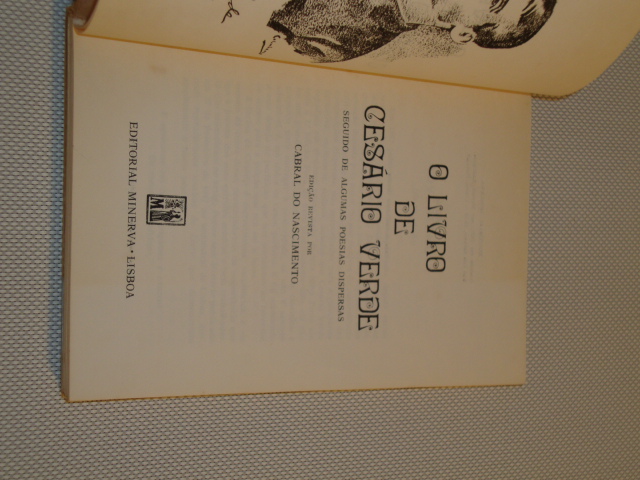 O LIVRO
DE
CESÁRIO VERDE
SEGUIDO DE ALGUMAS POESIAS DISPERSAS
EDIÇÃO REVISTA POR
CABRAL DO NASCIMENTO
EDITORIAL MINERVA · LISBOA